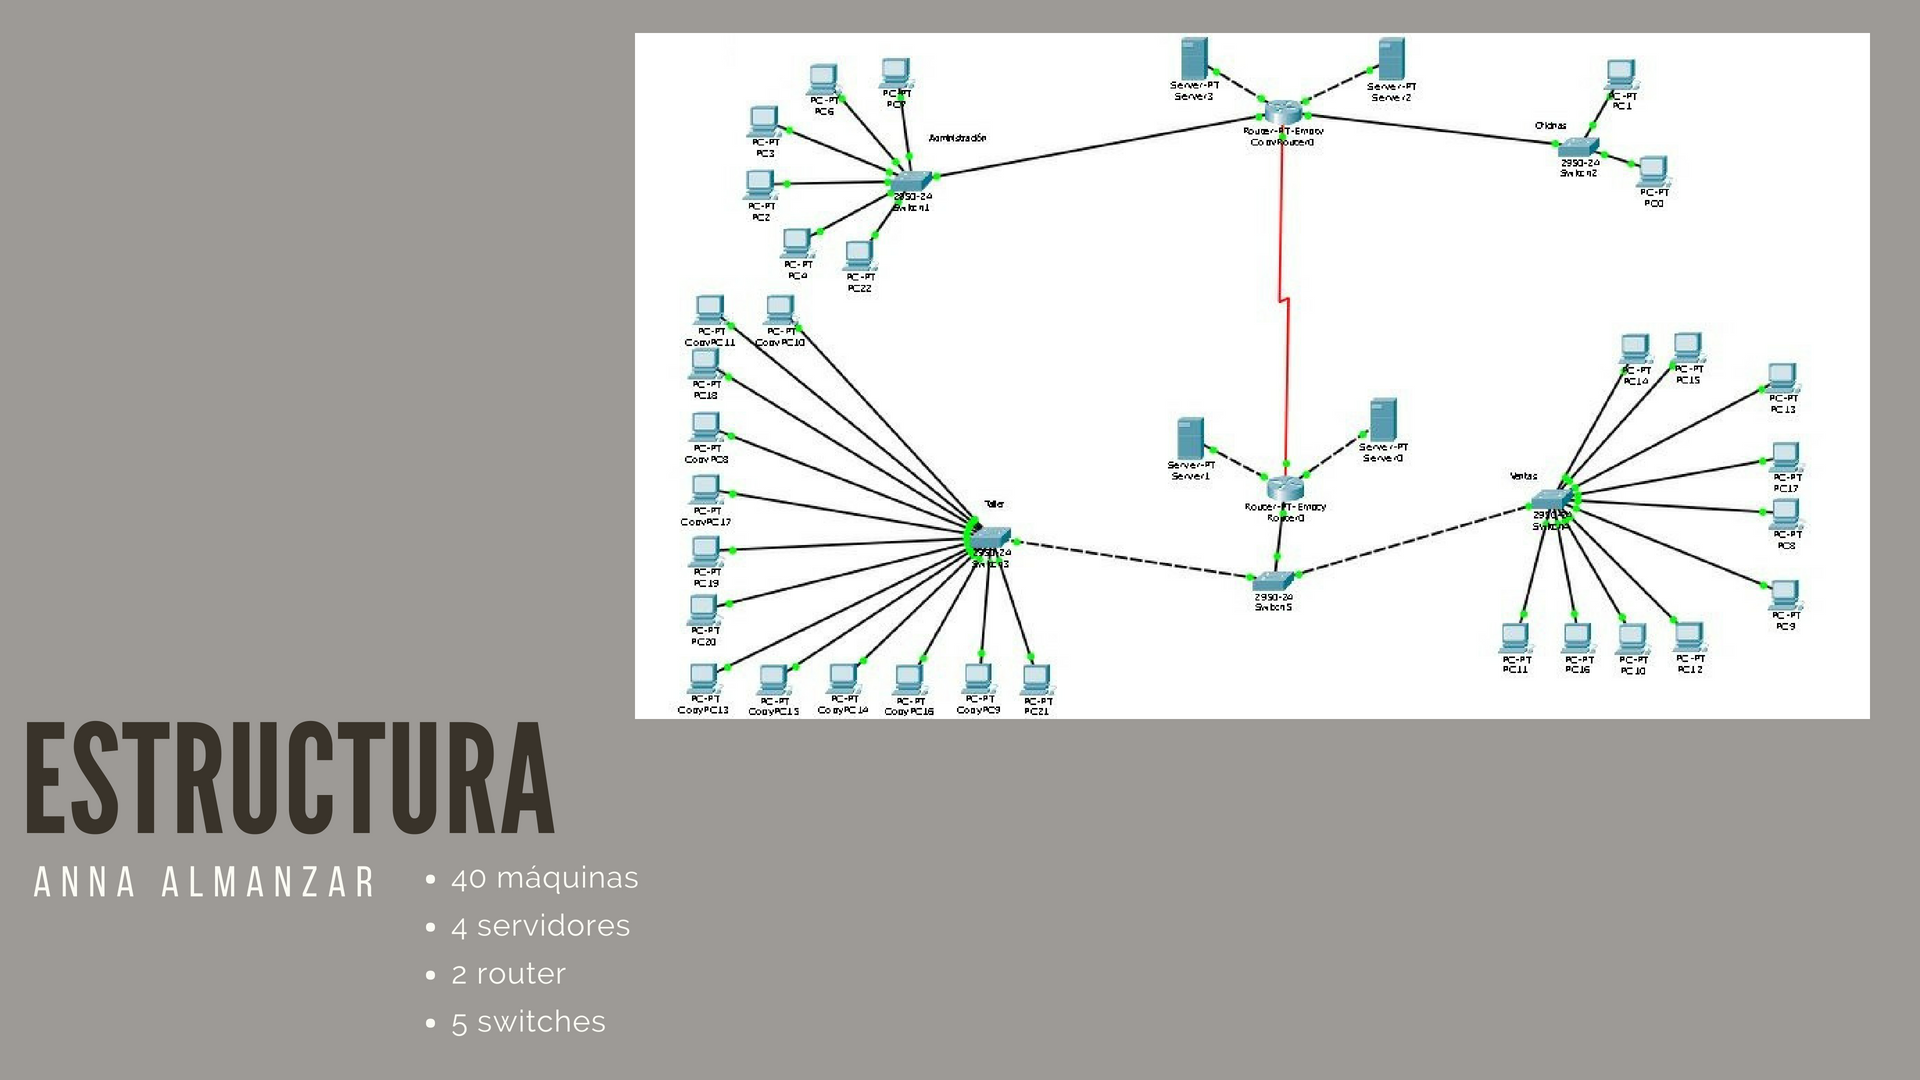 Server-PT
Server3
Server-PT
Server2
PC-PT
PC6
PC-PT
PC7
PC-PT
PC1
PC-PT
PC3
Administración
Router-PT-Empty
CopyRouter0
Oficinas
2950-24
Switch2
PC-PT
PC2
2950-24
Switch1
PC-PT
PC0
PC-PT
PC4
PC-PT
PC22
PC-PT
CopyPC11
PC-PT
CopyPC10
PC-PT
PC18
PC-PT
PC14
PC-PT
PC15
PC-PT
PC13
PC-PT
CopyPC8
Server-PT
Server1
Server-PT
Server0
Ventas
PC-PT
PC17
PC-PT
CopyPC17
Taller
Router-PT-Empty
Router0
2950-24
PC-PT
PC8
PC-PT
PC19
2950-24
Switch3
2950-24
Switch5
PC-PT
PC20
PC-PT
PC9
PC-PT
PC11
PC-PT
PC16
PC-PT
PC10
PC-PT
PC12
PC-PT
CopyPC13
PC-PT
CopyPC15
PC-PT
CopyPC14
PC-PT
CopyPC16
PC-PT
CopyPC9
PC-PT
PC21
ESTRUCTURA
ANNA ALMANZAR
• 40 máquinas
• 4 servidores
• 2 router
• 5 switches